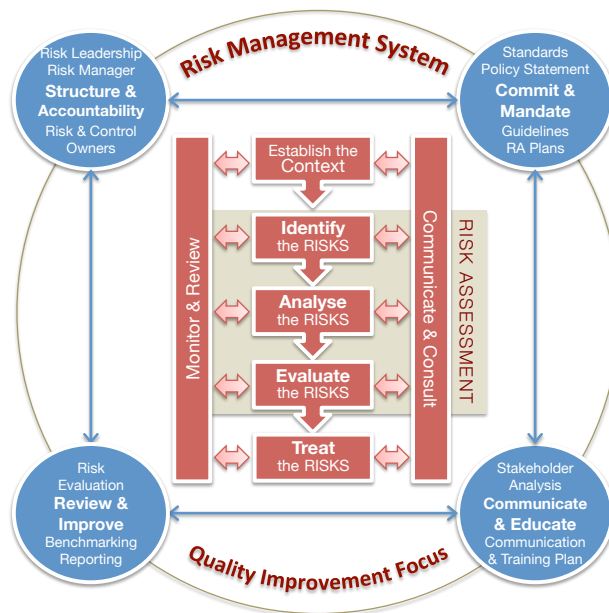 Risk Management System
Risk Leadership
Risk Manager
Structure &
Accountability
Risk & Control
Owners
Standards
Policy Statement
Commit &
Mandate
Guidelines
RA Plans
Monitor & Review
Establish the
Context
Identify
the RISKS
Analyse
the RISKS
Evaluate
the RISKS
Treat
the RISKS
Communicate & Consult
RISK ASSESSMENT
Risk
Evaluation
Review &
Improve
Benchmarking
Reporting
Stakeholder
Analysis
Communicate
& Educate
Communication
& Training Plan
Quality Improvement Focus